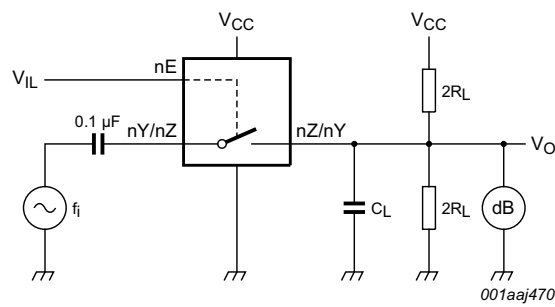 VCC
VCC
nE
VIL
2RL
0.1 µF
nY/nZ
nZ/nY
VO
fi
CL
2RL
dB
001aaj470